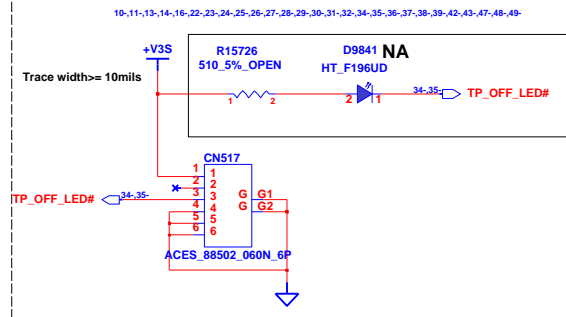 10-,11-,13-,14-,16-,22-,23-,24-,25-,26-,27-,28-,29-,30-,31-,32-,34-,35-,36-,37-,38-,39-,42-,43-,47-,48-,49-
+V3S
R15726
510_5%_OPEN
D9841
HT_F196UD
NA
Trace width>= 10mils
1
2
2
1
34-,35-
TP_OFF_LED#
CN517
1 1
2 2
TP_OFF_LED#
34-,35-
3 3
4 4
5 5
6 6
G G1
G G2
ACES_88502_060N_6P